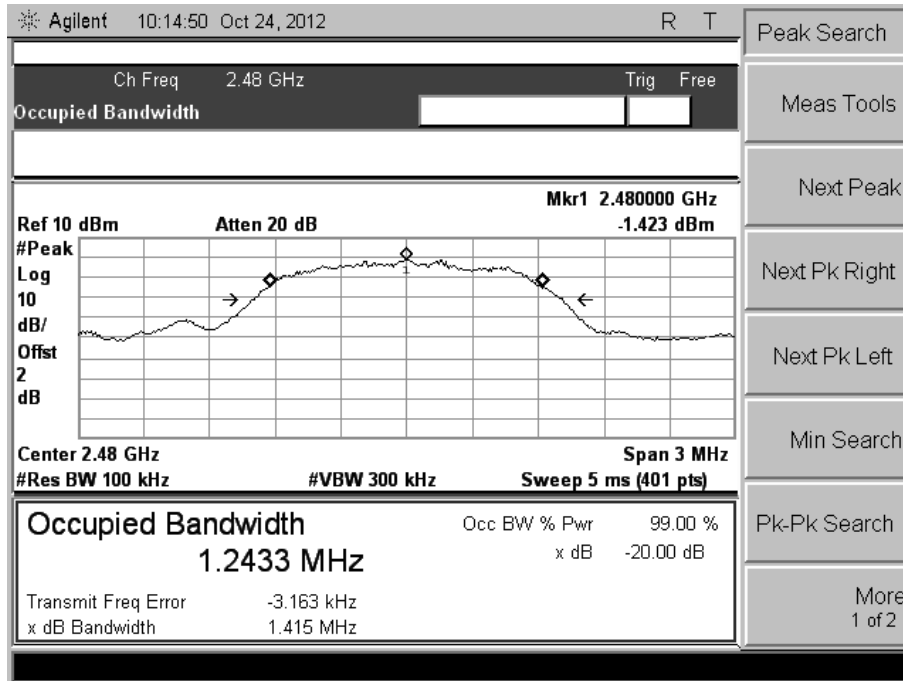 Agilent 10:14:50 Oct 24, 2012 R T
Peak Search
Ch Freq 2.48 GHz Trig Free
Occupied Bandwidth
Meas Tools
Next Peak
Next Pk Right
Next Pk Left
Min Search
Pk-Pk Search
More
1 of 2
Mkr1 2.480000 GHz
Ref 10 dBm Atten 20 dB -1.423 dBm
#Peak
Log
10
dB/
Offst
2
dB
1
Center 2.48 GHz Span 3 MHz
#Res BW 100 kHz #VBW 300 kHz Sweep 5 ms (401 pts)
Occupied Bandwidth Occ BW % Pwr 99.00 %
1.2433 MHz x dB -20.00 dB
Transmit Freq Error -3.163 kHz
x dB Bandwidth 1.415 MHz